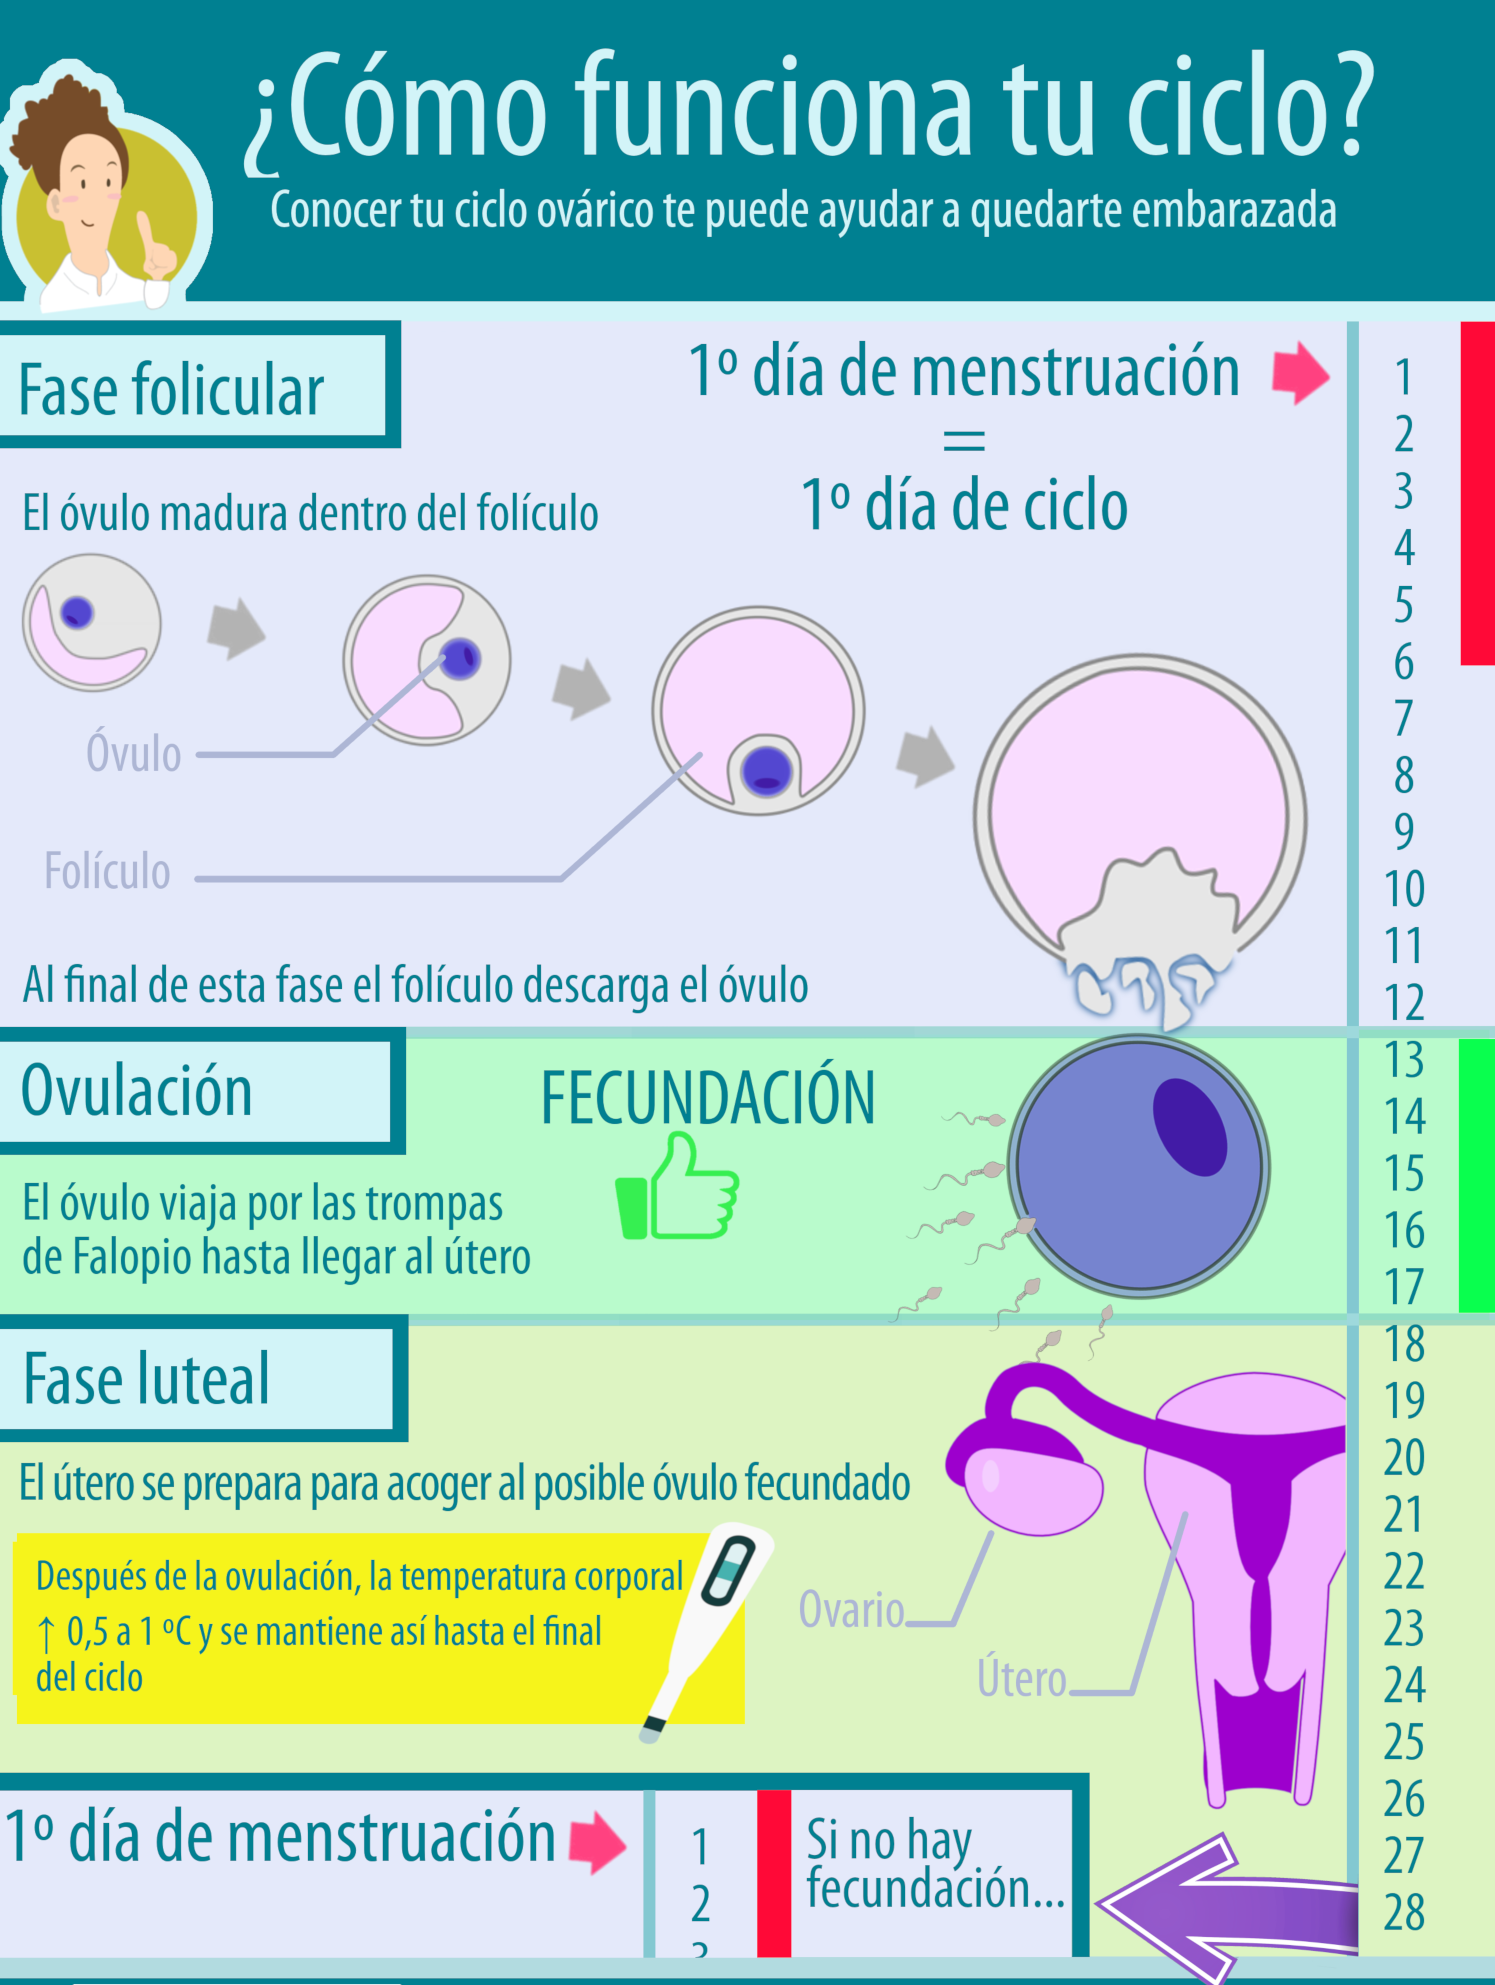 ¿Cómo funciona tu ciclo?
Conocer tu ciclo ovárico te puede ayudar a quedarte embarazada
Fase folicular
1º día de menstruación
=
1º día de ciclo
El óvulo madura dentro del folículo
Óvulo
Folículo
Al final de esta fase el folículo descarga el óvulo
1
2
3
4
5
6
7
8
9
10
11
12
Ovulación
FECUNDACIÓN
El óvulo viaja por las trompas
de Falopio hasta llegar al útero
13
14
15
16
17
Fase luteal
El útero se prepara para acoger al posible óvulo fecundado
Después de la ovulación, la temperatura corporal
↑ 0,5 a 1 ºC y se mantiene así hasta el final
del ciclo
Ovario
Útero
18
19
20
21
22
23
24
25
26
27
28
1º día de menstruación
1
2
Si no hay
fecundación...